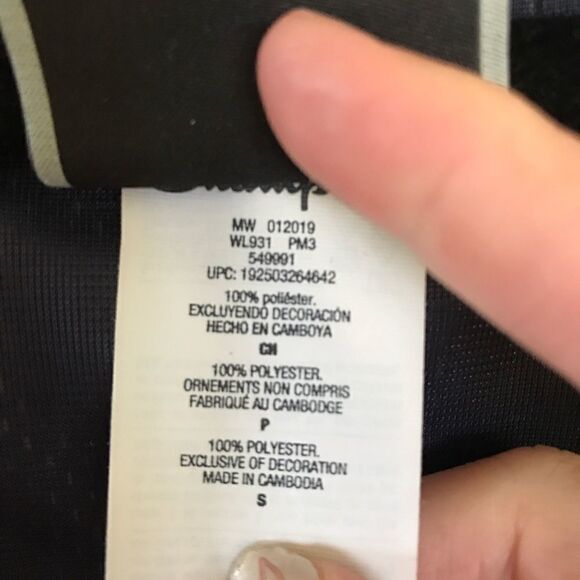 MW 012019
WL931 PM3
549991
UPC: 192503264642
100% poliéster.
EXCLUYENDO DECORACIÓN
HECHO EN CAMBOYA
CH
100% POLYESTER.
ORNEMENTS NON COMPRIS
FABRIQUÉ AU CAMBODGE
P
100% POLYESTER.
EXCLUSIVE OF DECORATION
MADE IN CAMBODIA
S